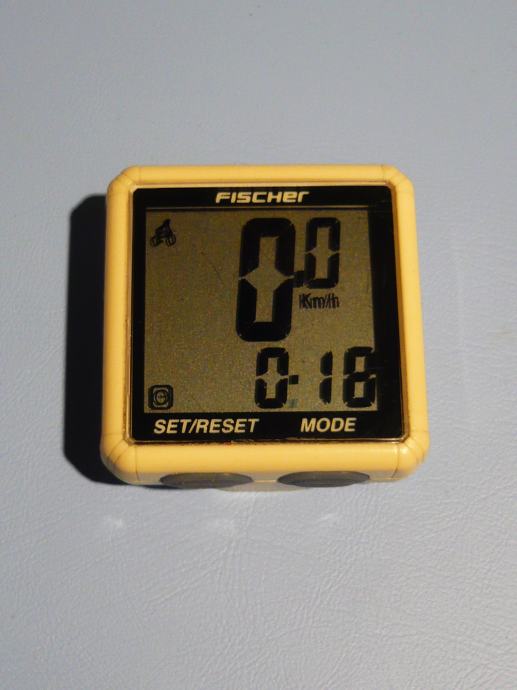 FISCHER
0.0
Km/h
0:18
SET/RESET MODE